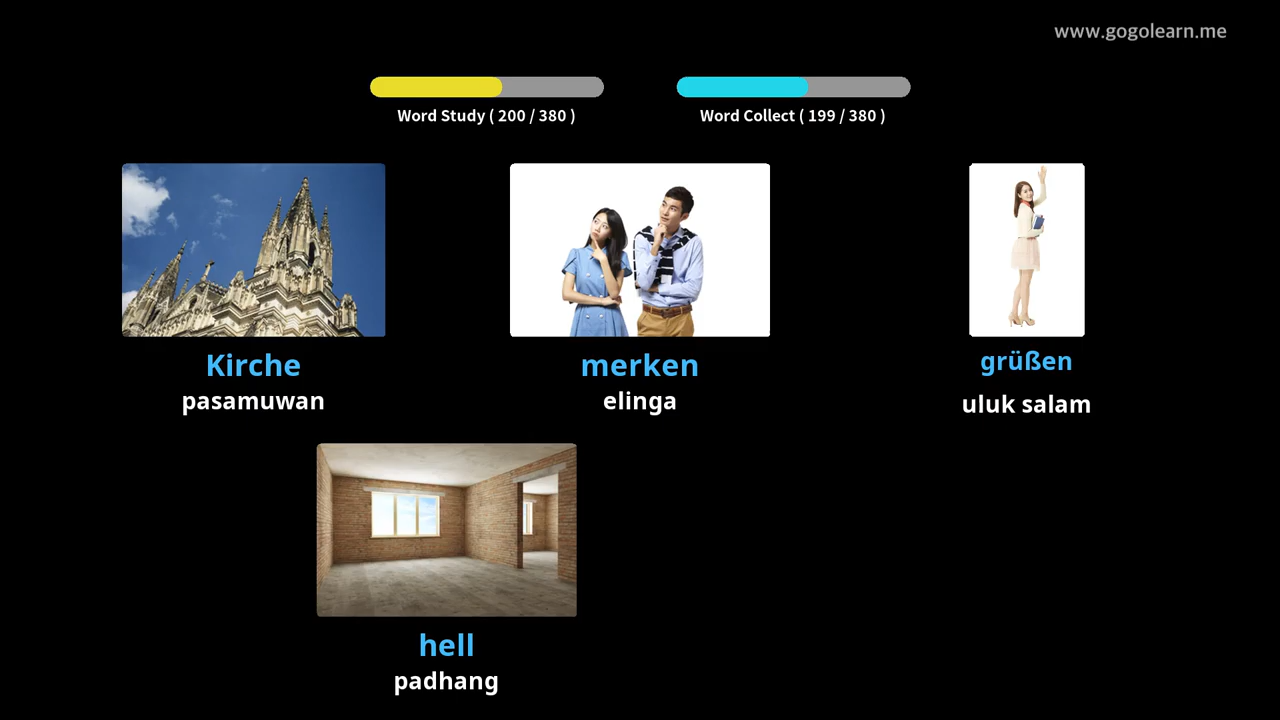 www.gogolearn.me
Word Study ( 200 / 380 )
Word Collect ( 199 / 380 )
Kirche
pasamuwan
merken
elinga
grüßen
uluk salam
hell
padhang